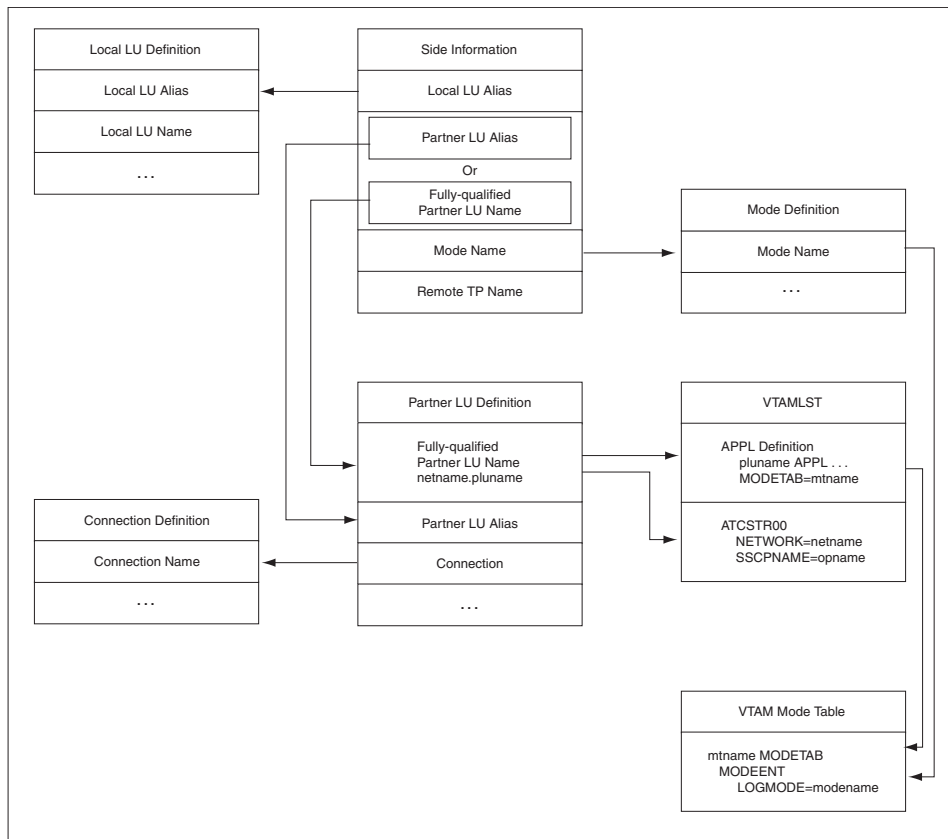 Local LU Definition
Local LU Alias
Local LU Name
...
Side Information
Local LU Alias
Partner LU Alias
Or
Fully-qualified
Partner LU Name
Mode Name
Remote TP Name
Mode Definition
Mode Name
...
Partner LU Definition
Fully-qualified
Partner LU Name
netname.pluname
Partner LU Alias
Connection
...
VTAMLST
APPL Definition
pluname APPL ...
MODETAB=mtname
ATCSTR00
NETWORK=netname
SSCPNAME=opname
Connection Definition
Connection Name
...
VTAM Mode Table
mtname MODETAB
MODEENT
LOGMODE=modename